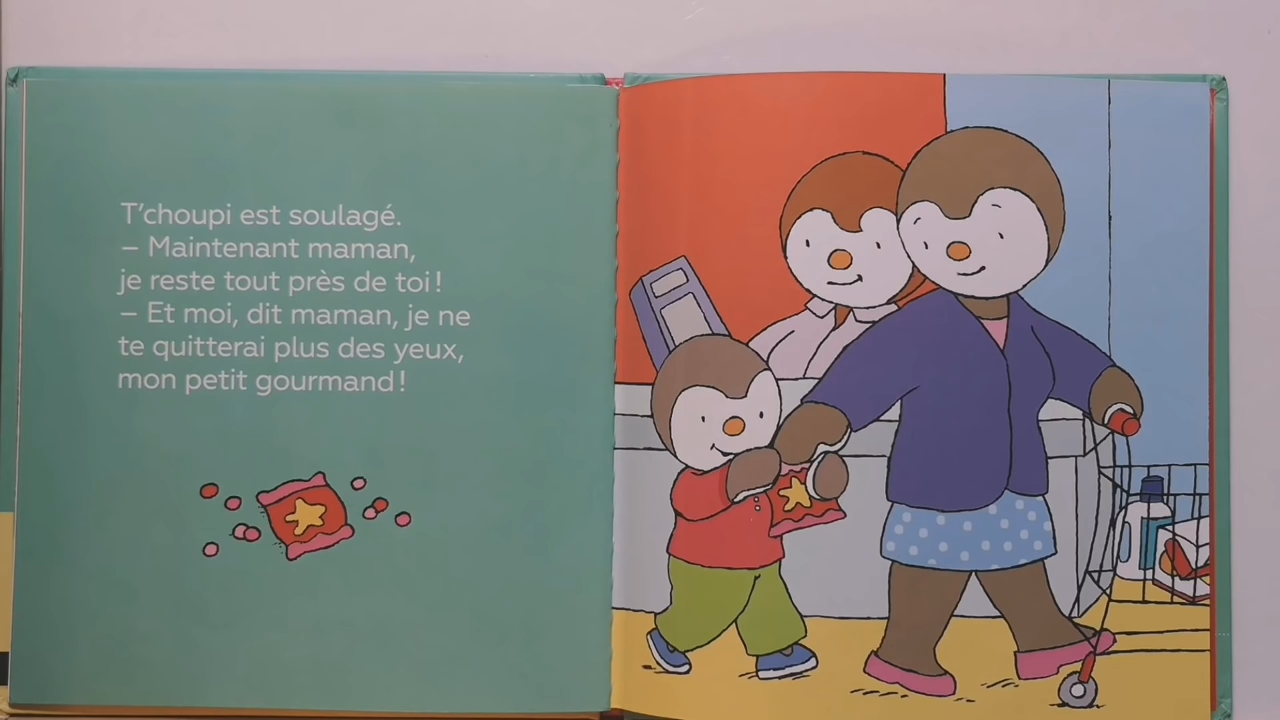 T'choupi est soulagé.
– Maintenant maman,
je reste tout près de toi !
– Et moi, dit maman, je ne
te quitterai plus des yeux,
mon petit gourmand !